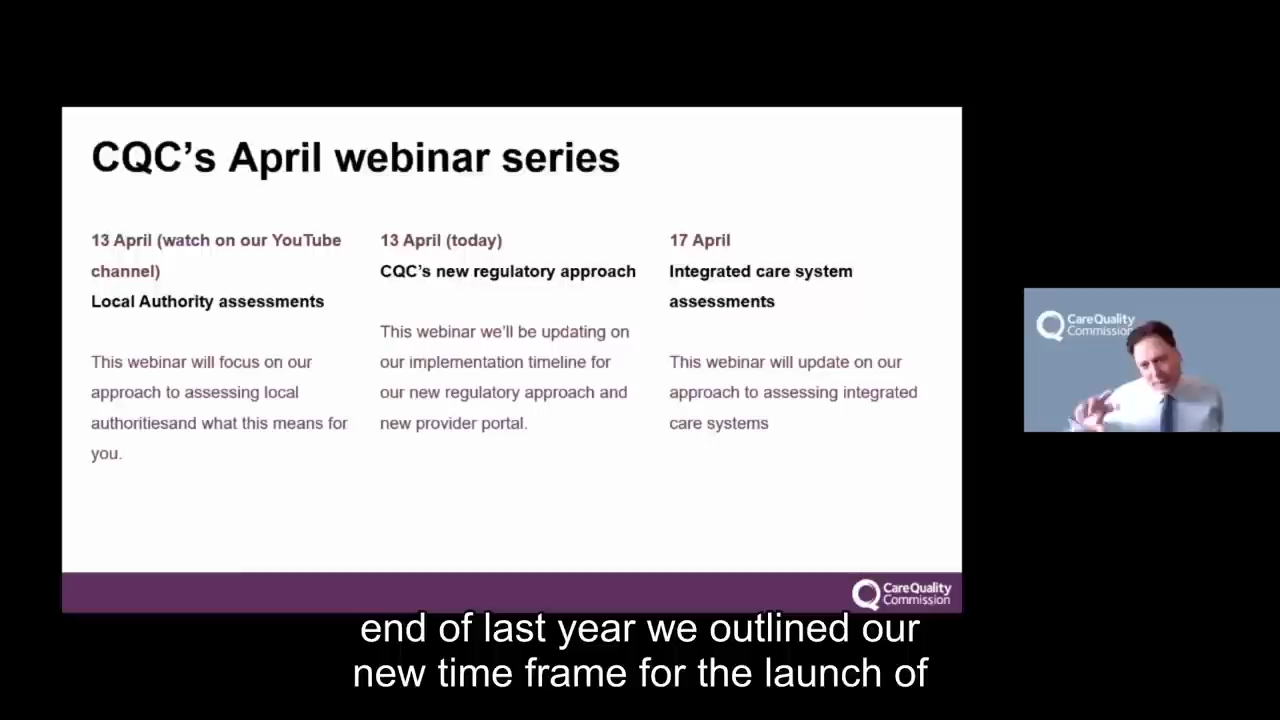 CQC’s April webinar series
13 April (watch on our YouTube
channel)
Local Authority assessments
This webinar will focus on our
approach to assessing local
authoritiesand what this means for
you.
13 April (today)
CQC’s new regulatory approach
This webinar we’ll be updating on
our implementation timeline for
our new regulatory approach and
new provider portal.
17 April
Integrated care system
assessments
This webinar will update on our
approach to assessing integrated
care systems
CareQuality
Commission
CareQuality
Commission
end of last year we outlined our
new time frame for the launch of